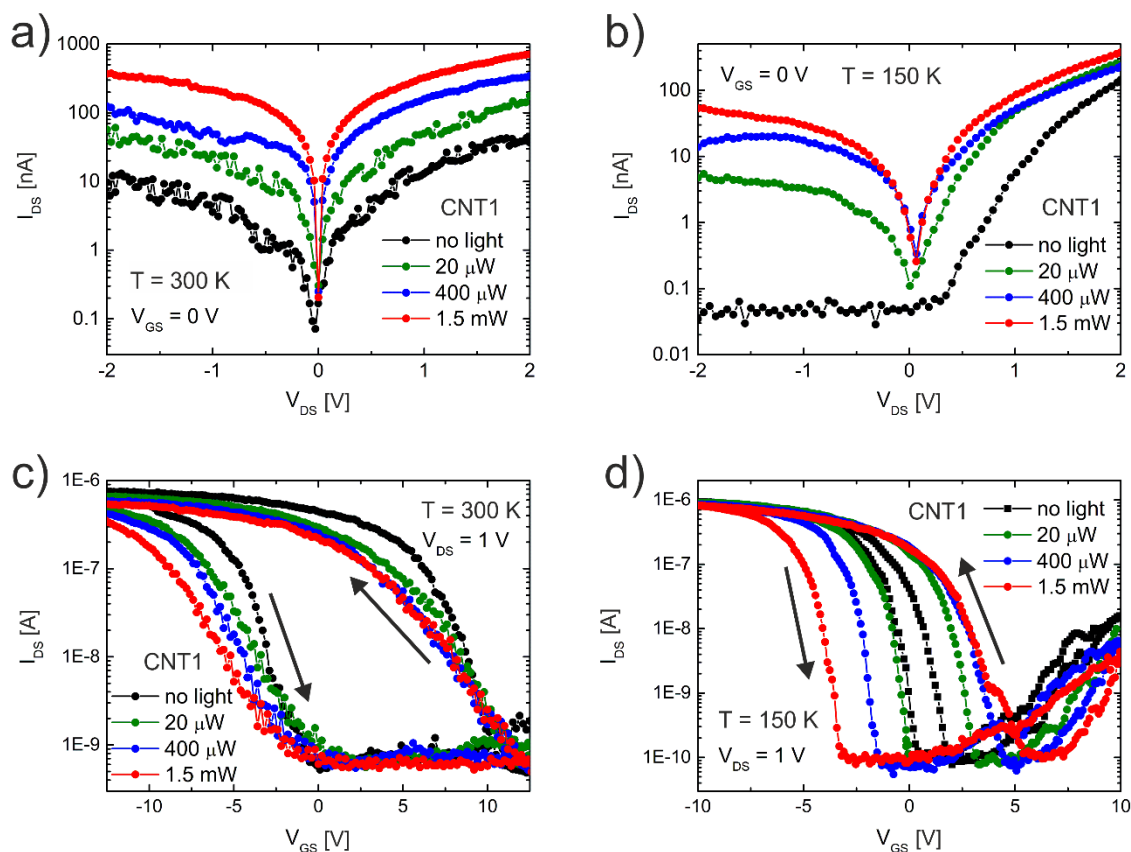 a)
1000
100
10
1
0.1
I_DS [nA]
CNT1
no light
20 μW
400 μW
1.5 mW
T = 300 K
V_GS = 0 V
-2 -1 0 1 2
V_DS [V]
b)
100
10
1
0.1
0.01
I_DS [nA]
V_GS = 0 V T = 150 K
CNT1
no light
20 μW
400 μW
1.5 mW
-2 -1 0 1 2
V_DS [V]
c)
1E-6
1E-7
1E-8
1E-9
I_DS [A]
T = 300 K
V_DS = 1 V
CNT1
no light
20 μW
400 μW
1.5 mW
-10 -5 0 5 10
V_GS [V]
d)
1E-6
1E-7
1E-8
1E-9
1E-10
I_DS [A]
CNT1
no light
20 μW
400 μW
1.5 mW
T = 150 K
V_DS = 1 V
-10 -5 0 5 10
V_GS [V]